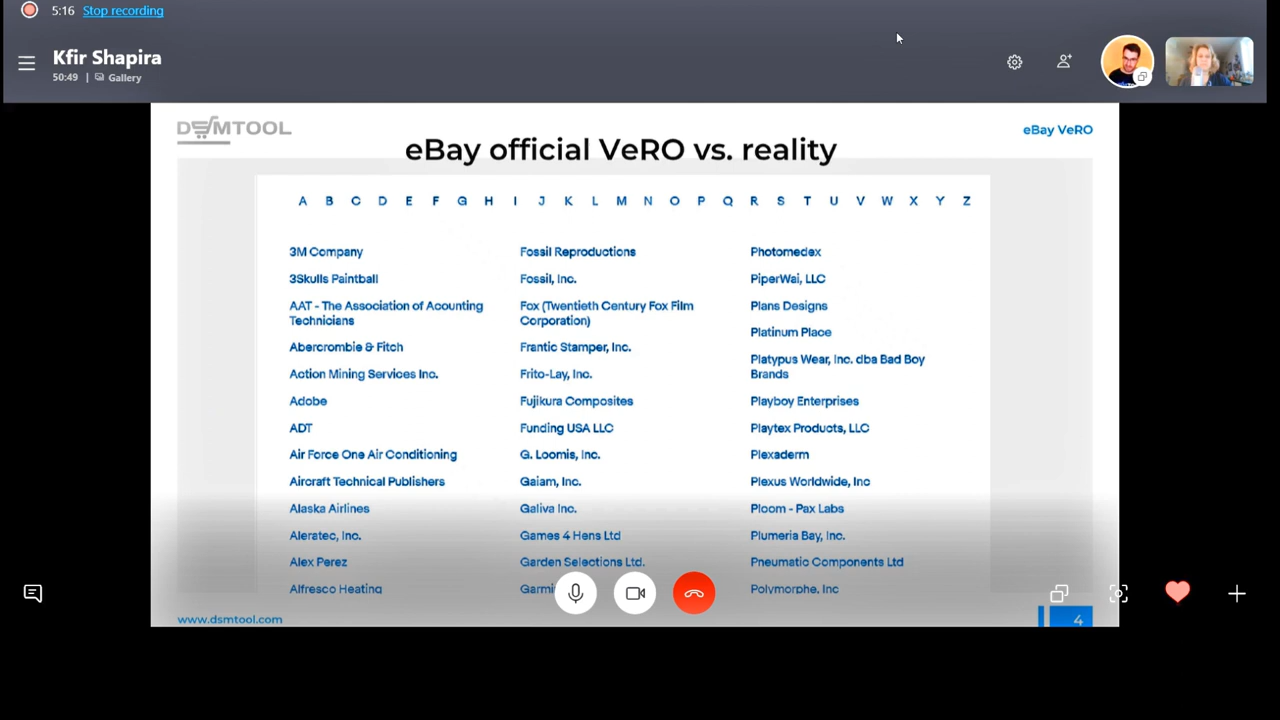 5:16 Stop recording
Kfir Shapira
50:49 | Gallery
DSMTOOL
eBay VeRO
eBay official VeRO vs. reality
A B C D E F G H I J K L M N O P Q R S T U V W X Y Z
3M Company
3Skulls Paintball
AAT - The Association of Acounting
Technicians
Abercrombie & Fitch
Action Mining Services Inc.
Adobe
ADT
Air Force One Air Conditioning
Aircraft Technical Publishers
Alaska Airlines
Aleratec, Inc.
Alex Perez
Alfresco Heating
Fossil Reproductions
Fossil, Inc.
Fox (Twentieth Century Fox Film
Corporation)
Frantic Stamper, Inc.
Frito-Lay, Inc.
Fujikura Composites
Funding USA LLC
G. Loomis, Inc.
Gaiam, Inc.
Galiva Inc.
Games 4 Hens Ltd
Garden Selections Ltd.
Photomedex
PiperWai, LLC
Plans Designs
Platinum Place
Platypus Wear, Inc. dba Bad Boy
Brands
Playboy Enterprises
Playtex Products, LLC
Plexaderm
Plexus Worldwide, Inc
Ploom - Pax Labs
Plumeria Bay, Inc.
Pneumatic Components Ltd
Polymorphe, Inc
www.dsmtool.com
4